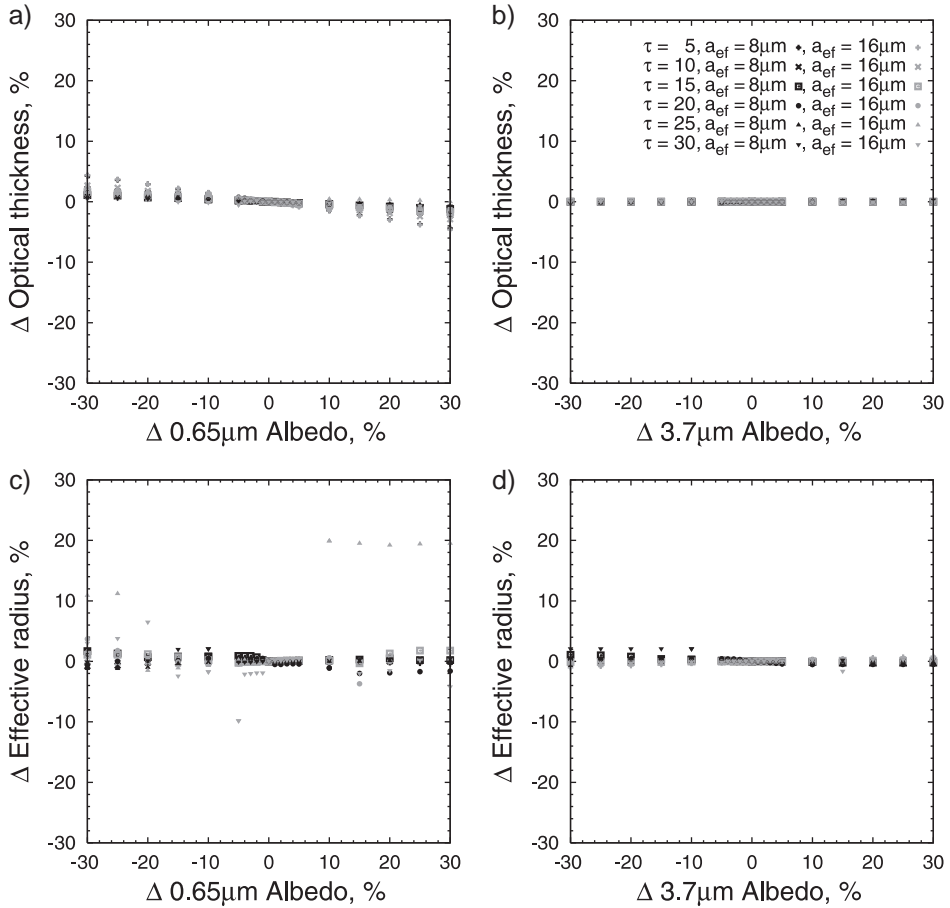 a)
30
20
10
0
-10
-20
-30
Δ Optical thickness, %
-30 -20 -10 0 10 20 30
Δ 0.65µm Albedo, %
b)
30
20
10
0
-10
-20
-30
Δ Optical thickness, %
τ = 5, a_ef = 8µm , a_ef = 16µm
τ = 10, a_ef = 8µm , a_ef = 16µm
τ = 15, a_ef = 8µm , a_ef = 16µm
τ = 20, a_ef = 8µm , a_ef = 16µm
τ = 25, a_ef = 8µm , a_ef = 16µm
τ = 30, a_ef = 8µm , a_ef = 16µm
-30 -20 -10 0 10 20 30
Δ 3.7µm Albedo, %
c)
30
20
10
0
-10
-20
-30
Δ Effective radius, %
-30 -20 -10 0 10 20 30
Δ 0.65µm Albedo, %
d)
30
20
10
0
-10
-20
-30
Δ Effective radius, %
-30 -20 -10 0 10 20 30
Δ 3.7µm Albedo, %